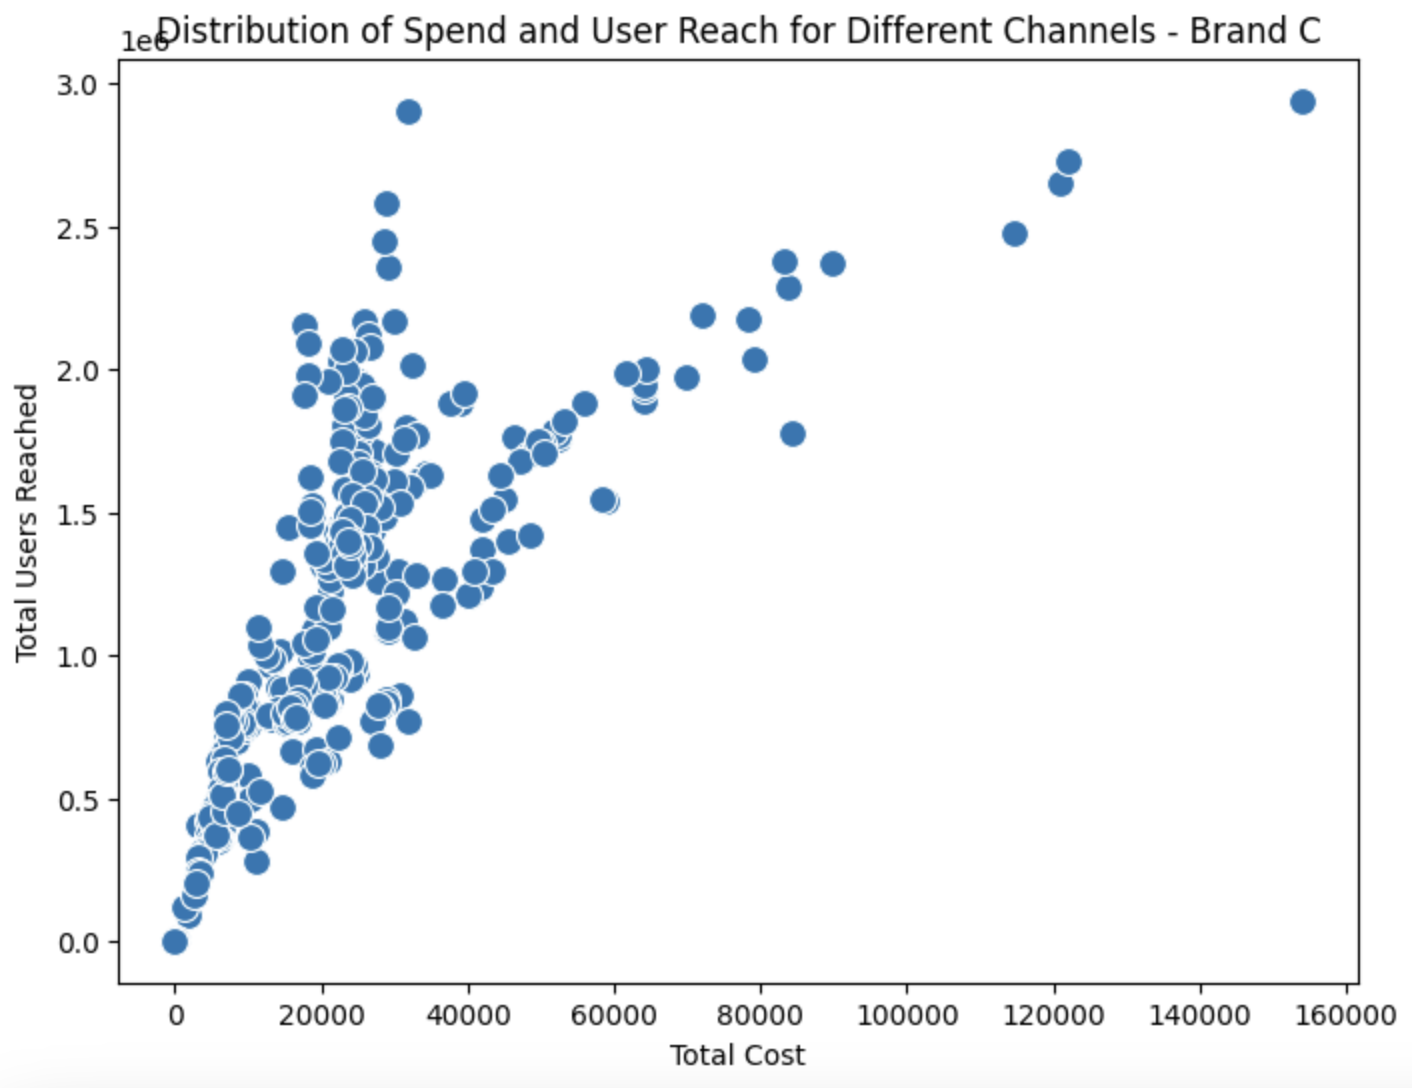 Distribution of Spend and User Reach for Different Channels - Brand C
1e6
3.0
2.5
2.0
1.5
1.0
0.5
0.0
Total Users Reached
0 20000 40000 60000 80000 100000 120000 140000 160000
Total Cost